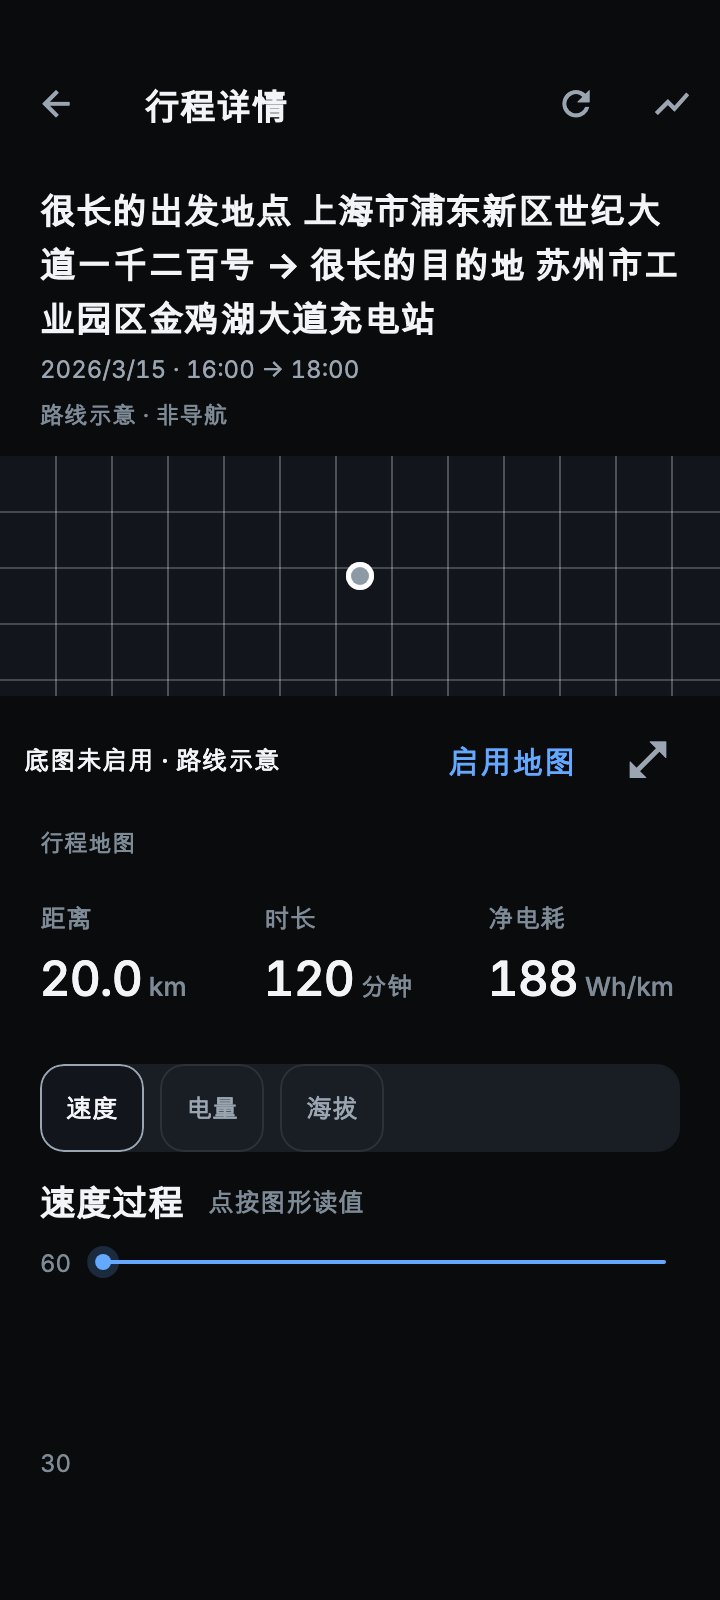 行程详情
很长的出发地点 上海市浦东新区世纪大
道一千二百号 → 很长的目的地 苏州市工
业园区金鸡湖大道充电站
2026/3/15 · 16:00 → 18:00
路线示意 · 非导航
底图未启用 · 路线示意 启用地图
行程地图
距离 时长 净电耗
20.0 km 120 分钟 188 Wh/km
速度 电量 海拔
速度过程 点按图形读值
60
30